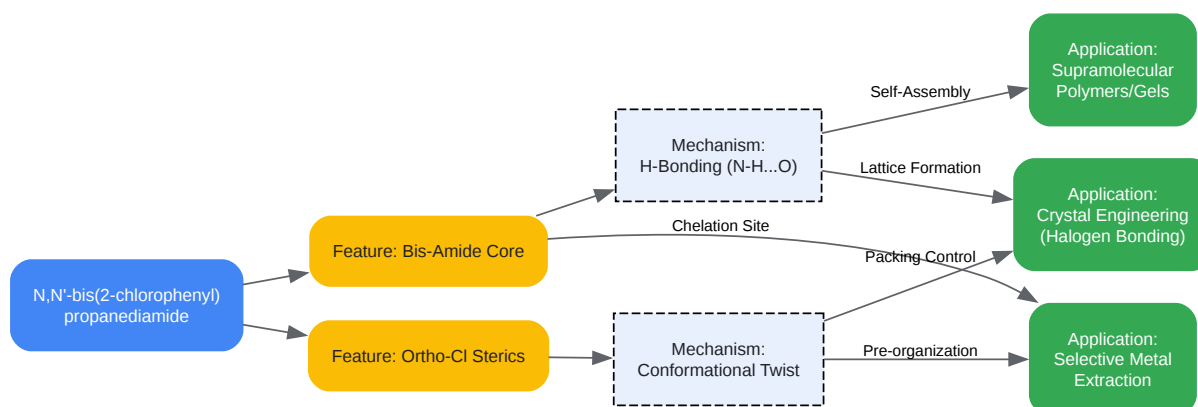 N,N'-bis(2-chlorophenyl)
propanediamide
Feature: Bis-Amide Core
Feature: Ortho-Cl Sterics
Mechanism:
H-Bonding (N-H...O)
Mechanism:
Conformational Twist
Self-Assembly
Lattice Formation
Chelation Site
Packing Control
Pre-organization
Application:
Supramolecular
Polymers/Gels
Application:
Crystal Engineering
(Halogen Bonding)
Application:
Selective Metal
Extraction